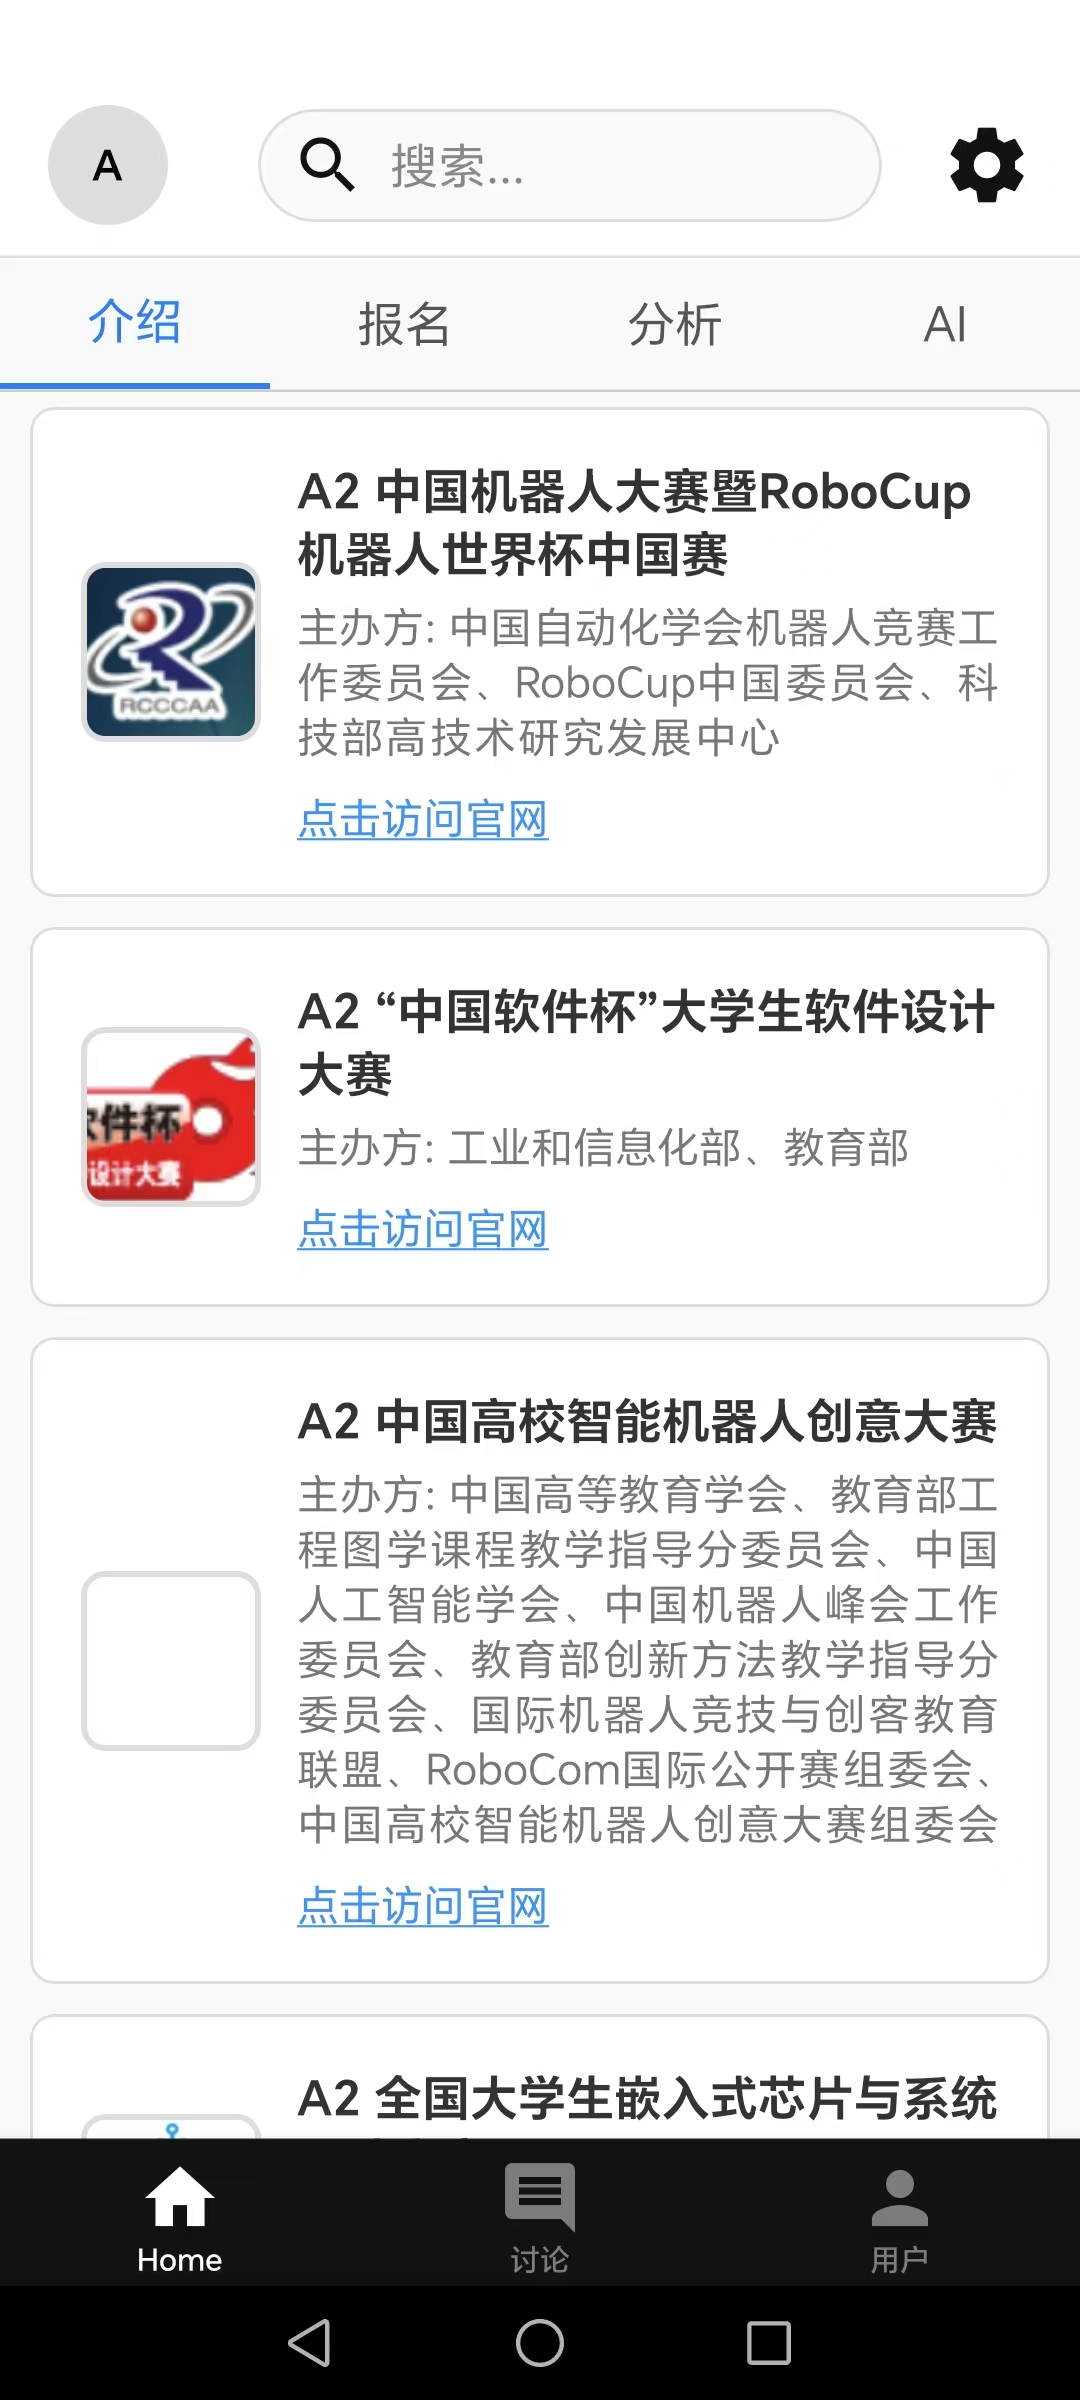 A
搜索...
介绍
报名
分析
AI
A2 中国机器人大赛暨RoboCup
机器人世界杯中国赛
主办方: 中国自动化学会机器人竞赛工
作委员会、RoboCup中国委员会、科
技部高技术研究发展中心
RCCCAA
点击访问官网
A2 “中国软件杯”大学生软件设计
大赛
软件杯
设计大赛
主办方: 工业和信息化部、教育部
点击访问官网
A2 中国高校智能机器人创意大赛
主办方: 中国高等教育学会、教育部工
程图学课程教学指导分委员会、中国
人工智能学会、中国机器人峰会工作
委员会、教育部创新方法教学指导分
委员会、国际机器人竞技与创客教育
联盟、RoboCom国际公开赛组委会、
中国高校智能机器人创意大赛组委会
点击访问官网
A2 全国大学生嵌入式芯片与系统
Home
讨论
用户